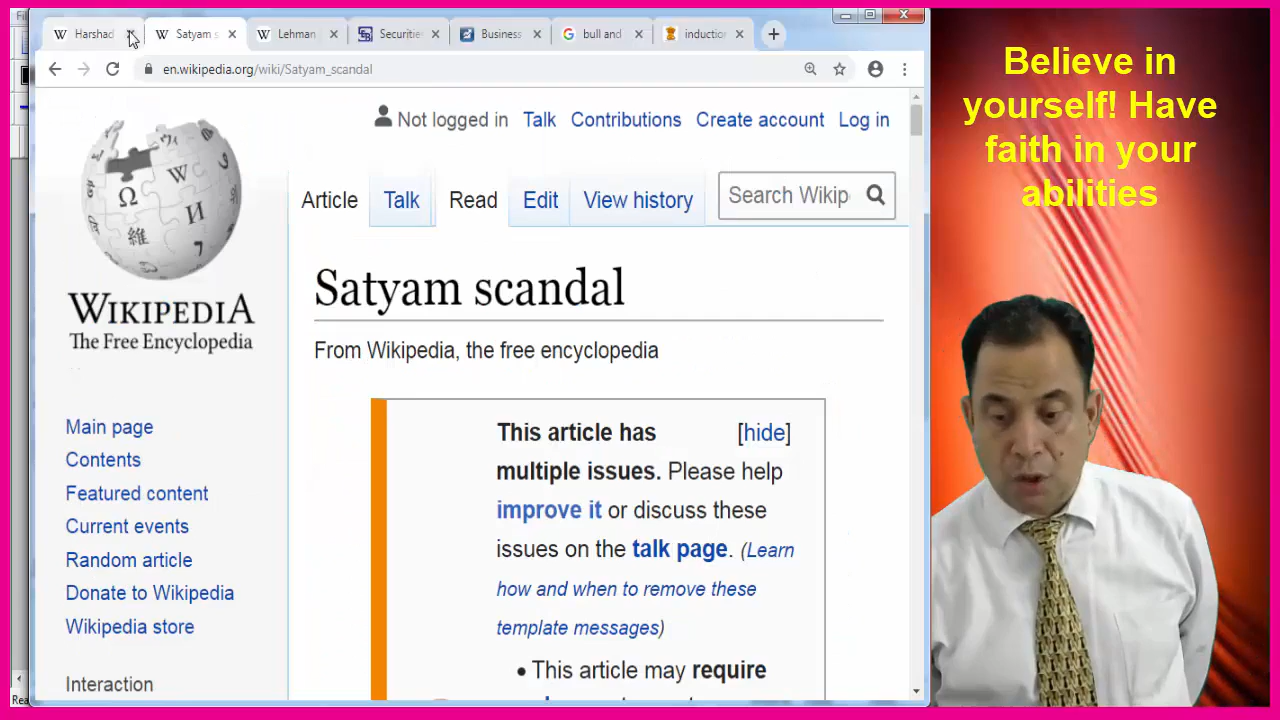 Harshad
Satyam s
Lehman
Securitie
Business
bull and
induction
en.wikipedia.org/wiki/Satyam_scandal
Not logged in Talk Contributions Create account Log in
Article Talk Read Edit View history Search Wikip
WIKIPEDIA
The Free Encyclopedia
Main page
Contents
Featured content
Current events
Random article
Donate to Wikipedia
Wikipedia store
Interaction
Satyam scandal
From Wikipedia, the free encyclopedia
This article has [hide]
multiple issues. Please help
improve it or discuss these
issues on the talk page. (Learn
how and when to remove these
template messages)
• This article may require
Believe in
yourself! Have
faith in your
abilities